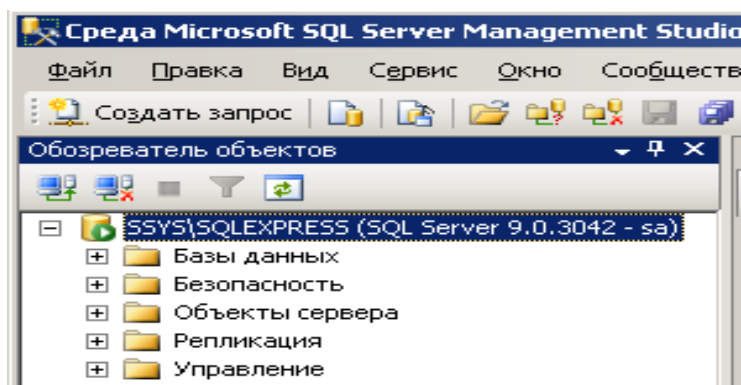 Среда Microsoft SQL Server Management Studio
Файл Правка Вид Сервис Окно Сообществ
Создать запрос
Обозреватель объектов
SSYS\SQLEXPRESS (SQL Server 9.0.3042 - sa)
Базы данных
Безопасность
Объекты сервера
Репликация
Управление